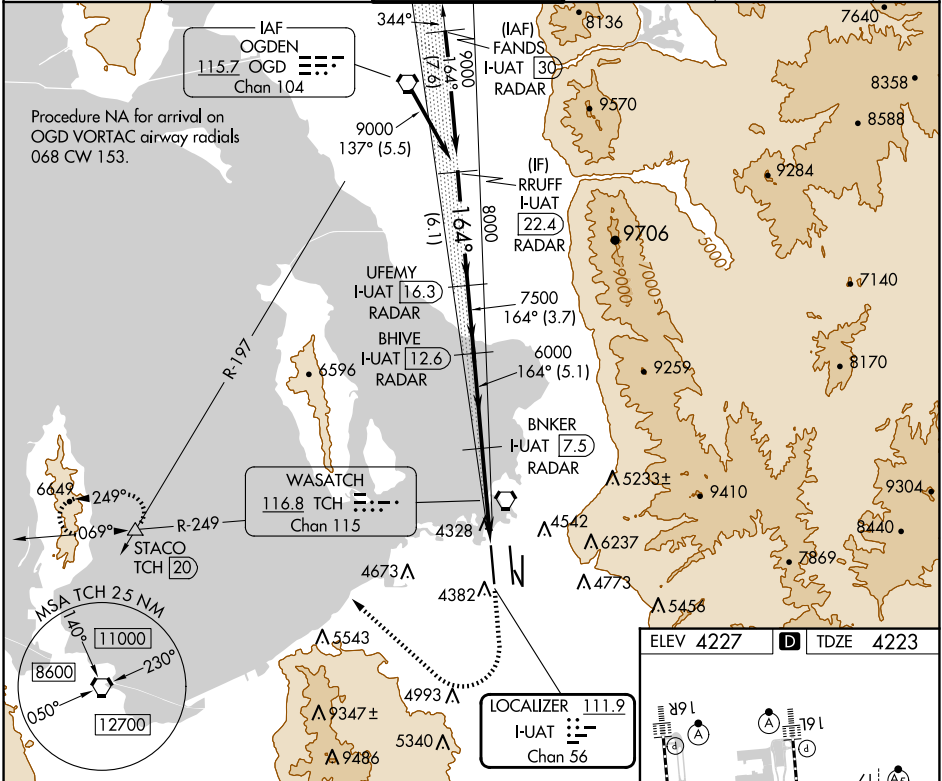 IAF
OGDEN
115.7 OGD
Chan 104
Procedure NA for arrival on
OGD VORTAC airway radials
068 CW 153.
344°
(7.6)
164°
9000
(IAF)
FANDS
I-UAT 30
RADAR
8136
7640
8358
8588
9570
9284
9000
137° (5.5)
(IF)
RRUFF
I-UAT
22.4
RADAR
(6.1)
164°
8000
9706
5000
7000
9000
7140
UFEMY
I-UAT 16.3
RADAR
7500
164° (3.7)
BHIVE
I-UAT 12.6
RADAR
6000
164° (5.1)
8170
9259
R-197
6596
BNKER
I-UAT 7.5
RADAR
5233±
9410
9304
WASATCH
116.8 TCH
Chan 115
6649
249°
069°
R-249
STACO
TCH 20
4328
4542
6237
8440
7869
4673
4382
4773
5456
MSA TCH 25 NM
140°
11000
8600
230°
050°
12700
5543
4993
9347±
5340
9486
LOCALIZER 111.9
I-UAT
Chan 56
ELEV 4227
D
TDZE 4223
16R
A
P
A
16L
P
17
A5